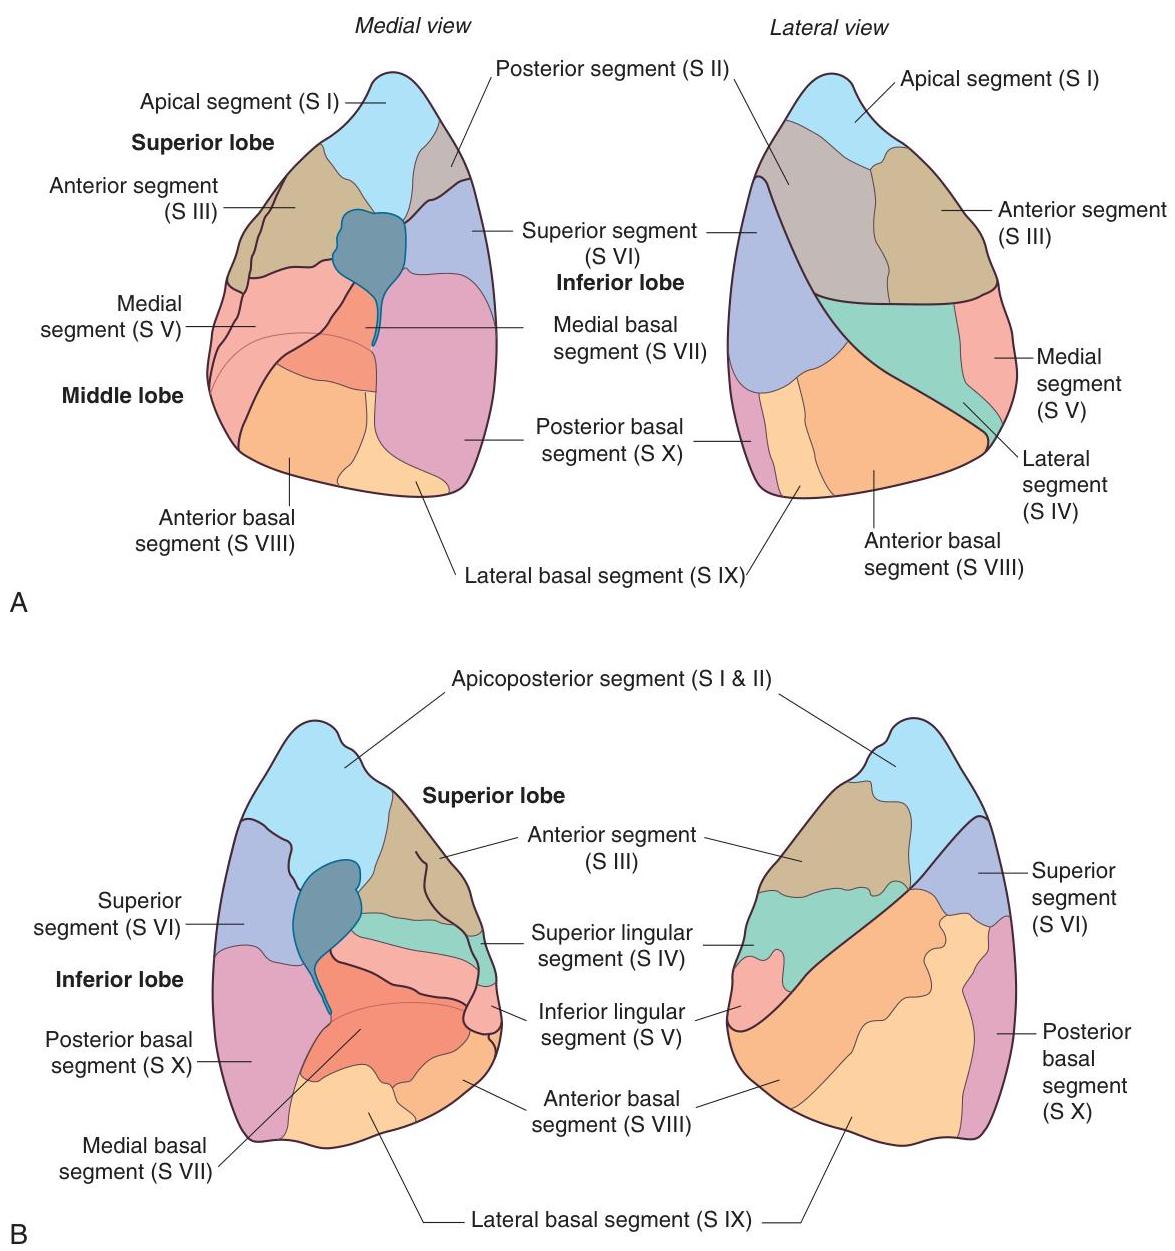 Medial view
Lateral view
Posterior segment (S II)
Apical segment (S I)
Apical segment (S I)
Superior lobe
Anterior segment
(S III)
Anterior segment
(S III)
Superior segment
(S VI)
Inferior lobe
Medial
segment (S V)
Medial basal
segment (S VII)
Medial
segment
(S V)
Middle lobe
Posterior basal
segment (S X)
Lateral
segment
(S IV)
Anterior basal
segment (S VIII)
Anterior basal
segment (S VIII)
Lateral basal segment (S IX)
A
Apicoposterior segment (S I & II)
Superior lobe
Anterior segment
(S III)
Superior
segment (S VI)
Superior
segment
(S VI)
Superior lingular
segment (S IV)
Inferior lobe
Inferior lingular
segment (S V)
Posterior basal
segment (S X)
Posterior
basal
segment
(S X)
Anterior basal
segment (S VIII)
Medial basal
segment (S VII)
Lateral basal segment (S IX)
B